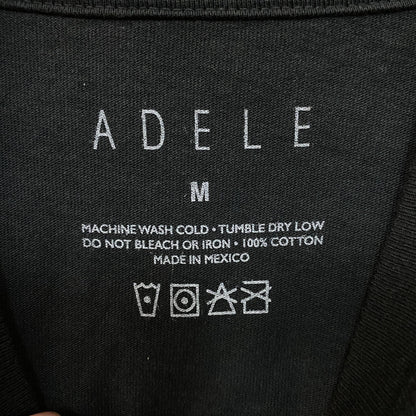 ADELE
M
MACHINE WASH COLD • TUMBLE DRY LOW
DO NOT BLEACH OR IRON • 100% COTTON
MADE IN MEXICO